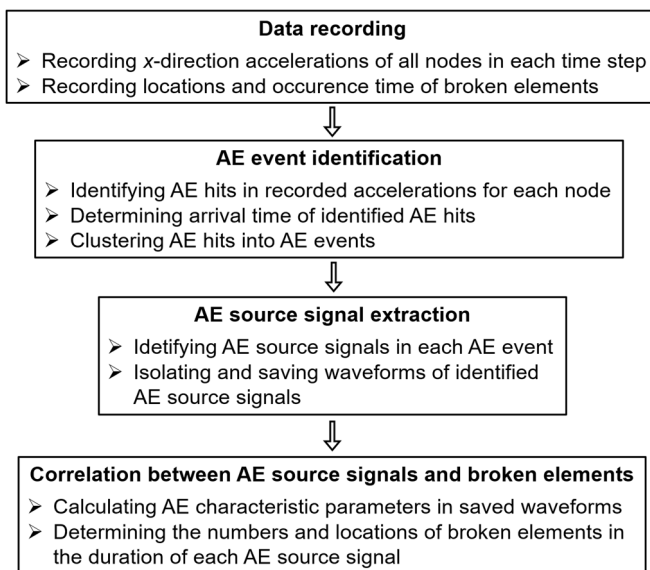 Data recording
➢ Recording x-direction accelerations of all nodes in each time step
➢ Recording locations and occurence time of broken elements
AE event identification
➢ Identifying AE hits in recorded accelerations for each node
➢ Determining arrival time of identified AE hits
➢ Clustering AE hits into AE events
AE source signal extraction
➢ Idetifying AE source signals in each AE event
➢ Isolating and saving waveforms of identified
AE source signals
Correlation between AE source signals and broken elements
➢ Calculating AE characteristic parameters in saved waveforms
➢ Determining the numbers and locations of broken elements in
the duration of each AE source signal